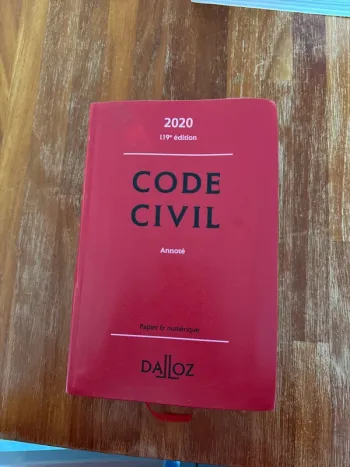 2020
119e édition
CODE
CIVIL
Annoté
Papier & numérique
DALLOZ